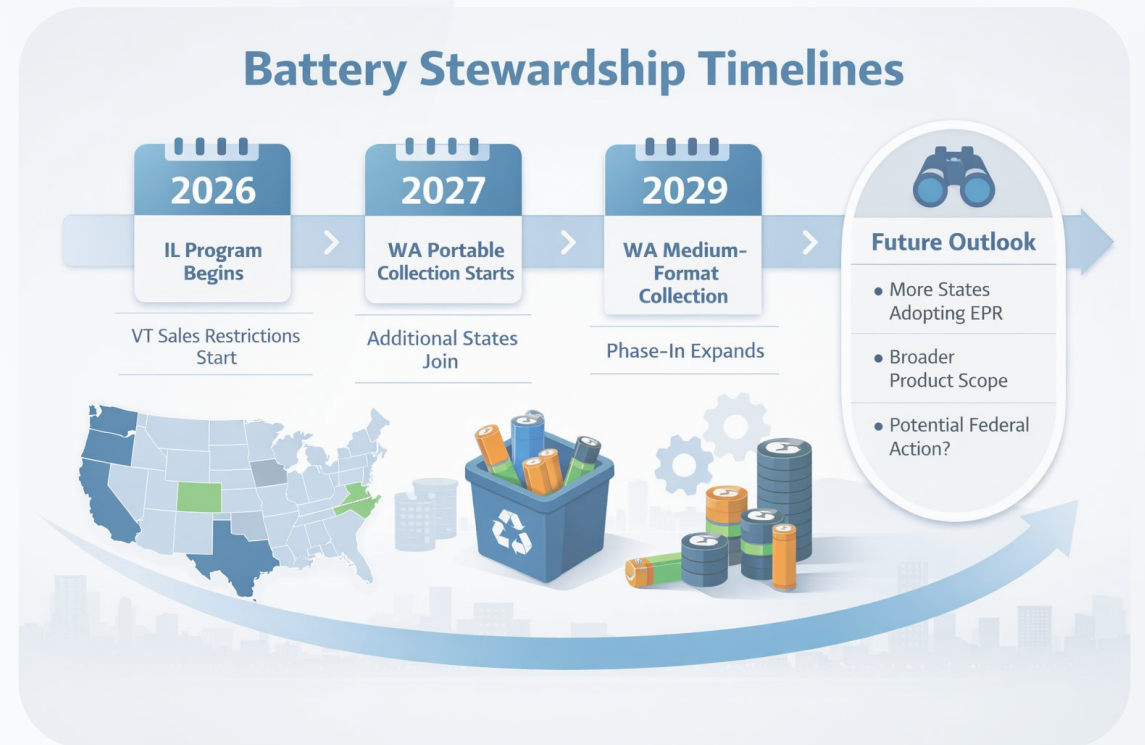 Battery Stewardship Timelines
2026
IL Program
Begins
VT Sales Restrictions
Start
2027
WA Portable
Collection Starts
Additional States
Join
2029
WA Medium-
Format
Collection
Phase-In Expands
Future Outlook
• More States
Adopting EPR
• Broader
Product Scope
• Potential Federal
Action?